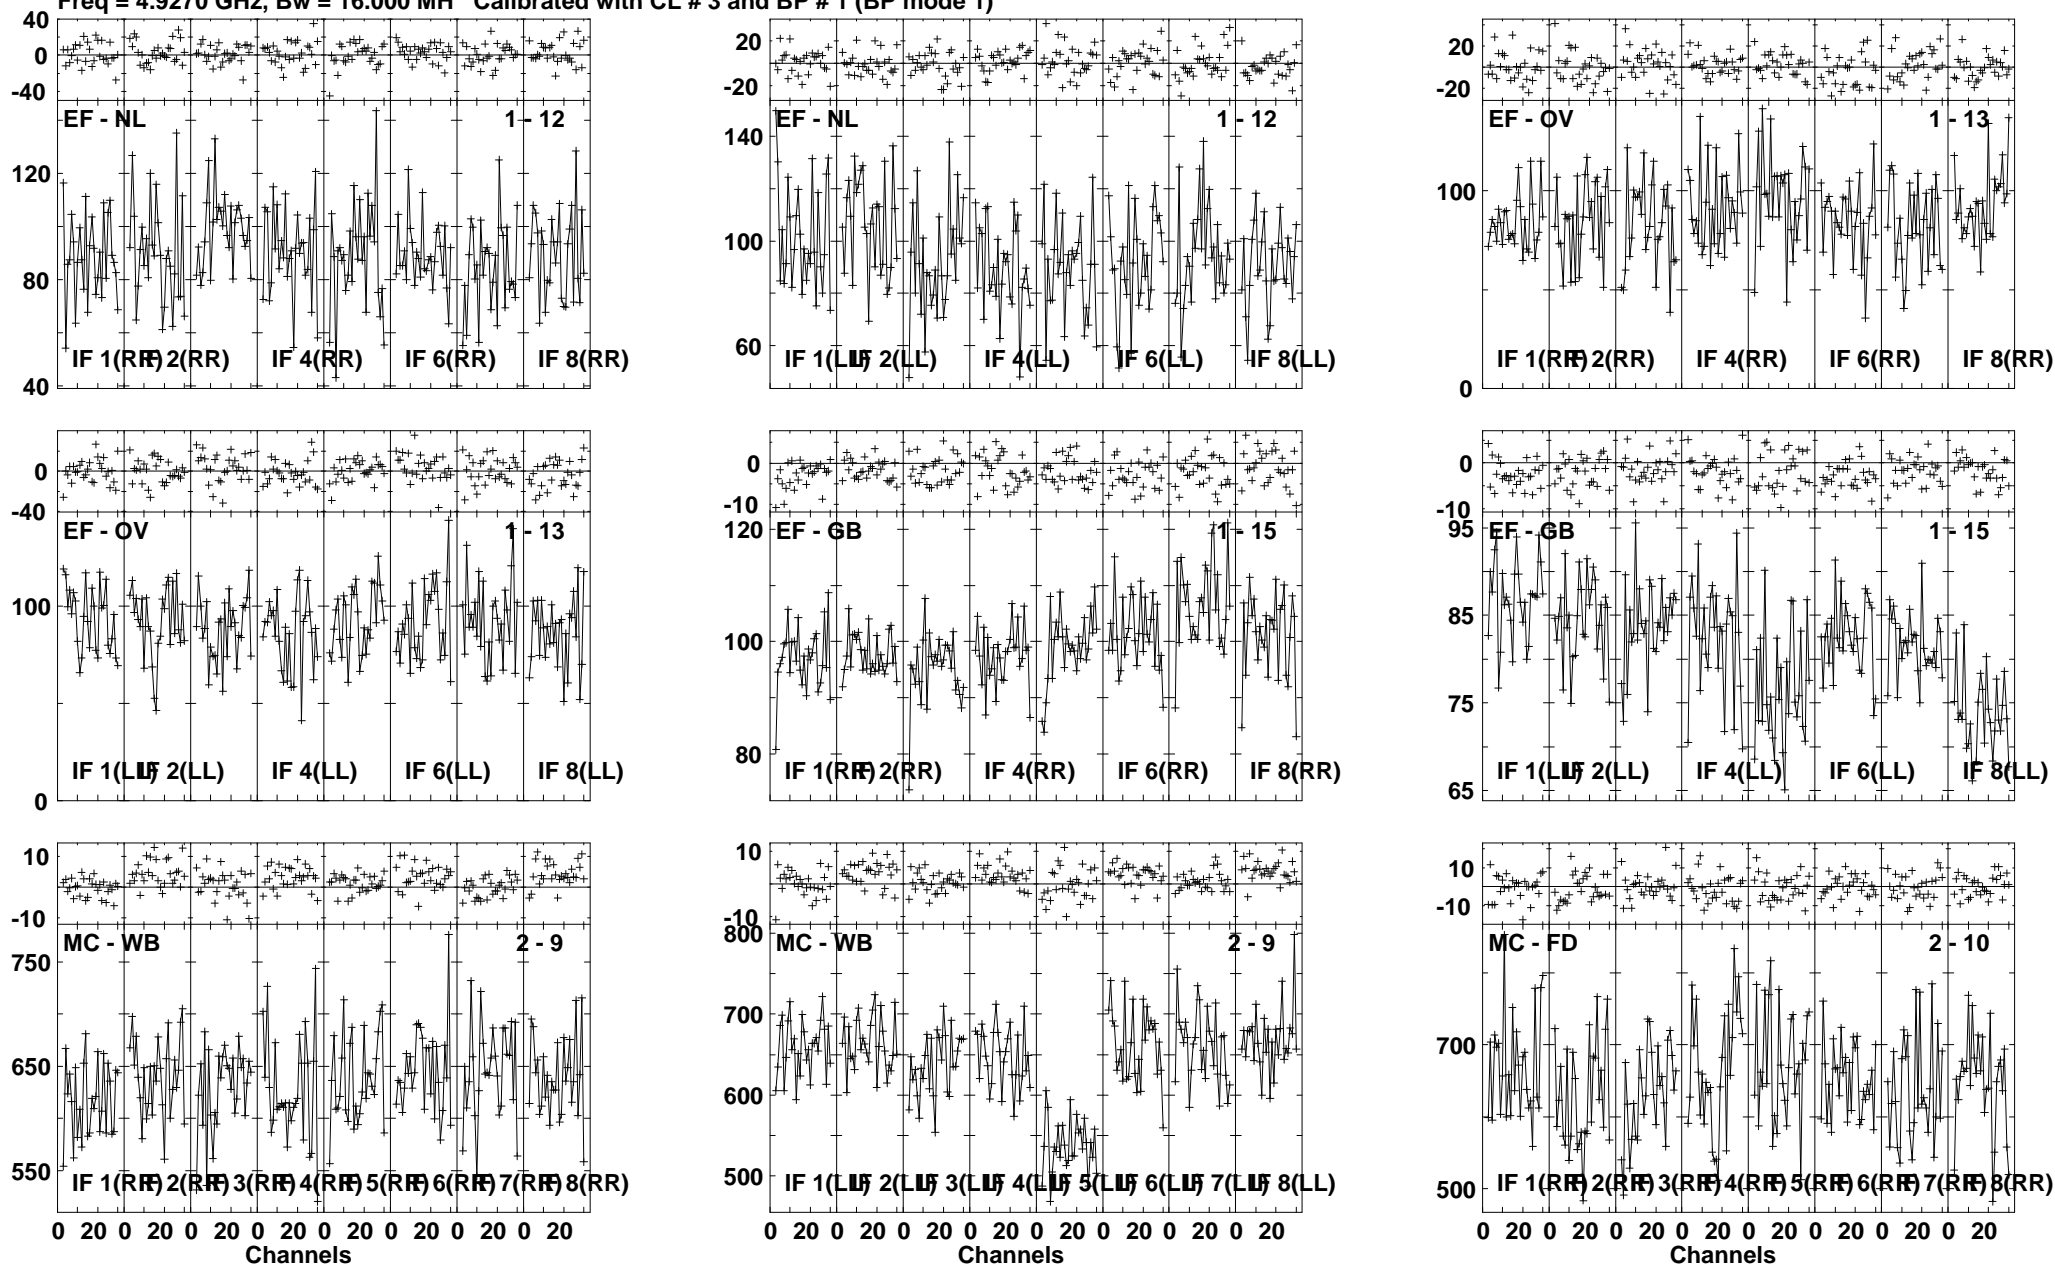 Freq = 4.9270 GHz, Bw = 16.000 MH Calibrated with CL # 3 and BP # 1 (BP mode 1)
40
0
-40
EF - NL 1 - 12
120
80
40
IF 1(RR) IF 2(RR) IF 4(RR) IF 6(RR) IF 8(RR)
20
-20
EF - NL 1 - 12
140
100
60
IF 1(LL) IF 2(LL) IF 4(LL) IF 6(LL) IF 8(LL)
20
-20
EF - OV 1 - 13
100
0
IF 1(RR) IF 2(RR) IF 4(RR) IF 6(RR) IF 8(RR)
0
-40
EF - OV 1 - 13
100
0
IF 1(LL) IF 2(LL) IF 4(LL) IF 6(LL) IF 8(LL)
0
-10
EF - GB 1 - 15
120
100
80
IF 1(RR) IF 2(RR) IF 4(RR) IF 6(RR) IF 8(RR)
0
-10
EF - GB 1 - 15
95
85
75
65
IF 1(LL) IF 2(LL) IF 4(LL) IF 6(LL) IF 8(LL)
10
-10
MC - WB 2 - 9
750
650
550
IF 1(RR) IF 2(RR) IF 3(RR) IF 4(RR) IF 5(RR) IF 6(RR) IF 7(RR) IF 8(RR)
0 20 0 20 0 20 0 20 0 20 0 20 0 20 0 20
Channels
10
-10
MC - WB 2 - 9
800
700
600
500
IF 1(LL) IF 2(LL) IF 3(LL) IF 4(LL) IF 5(LL) IF 6(LL) IF 7(LL) IF 8(LL)
0 20 0 20 0 20 0 20 0 20 0 20 0 20 0 20
Channels
10
-10
MC - FD 2 - 10
700
500
IF 1(RR) IF 2(RR) IF 3(RR) IF 4(RR) IF 5(RR) IF 6(RR) IF 7(RR) IF 8(RR)
0 20 0 20 0 20 0 20 0 20 0 20 0 20 0 20
Channels